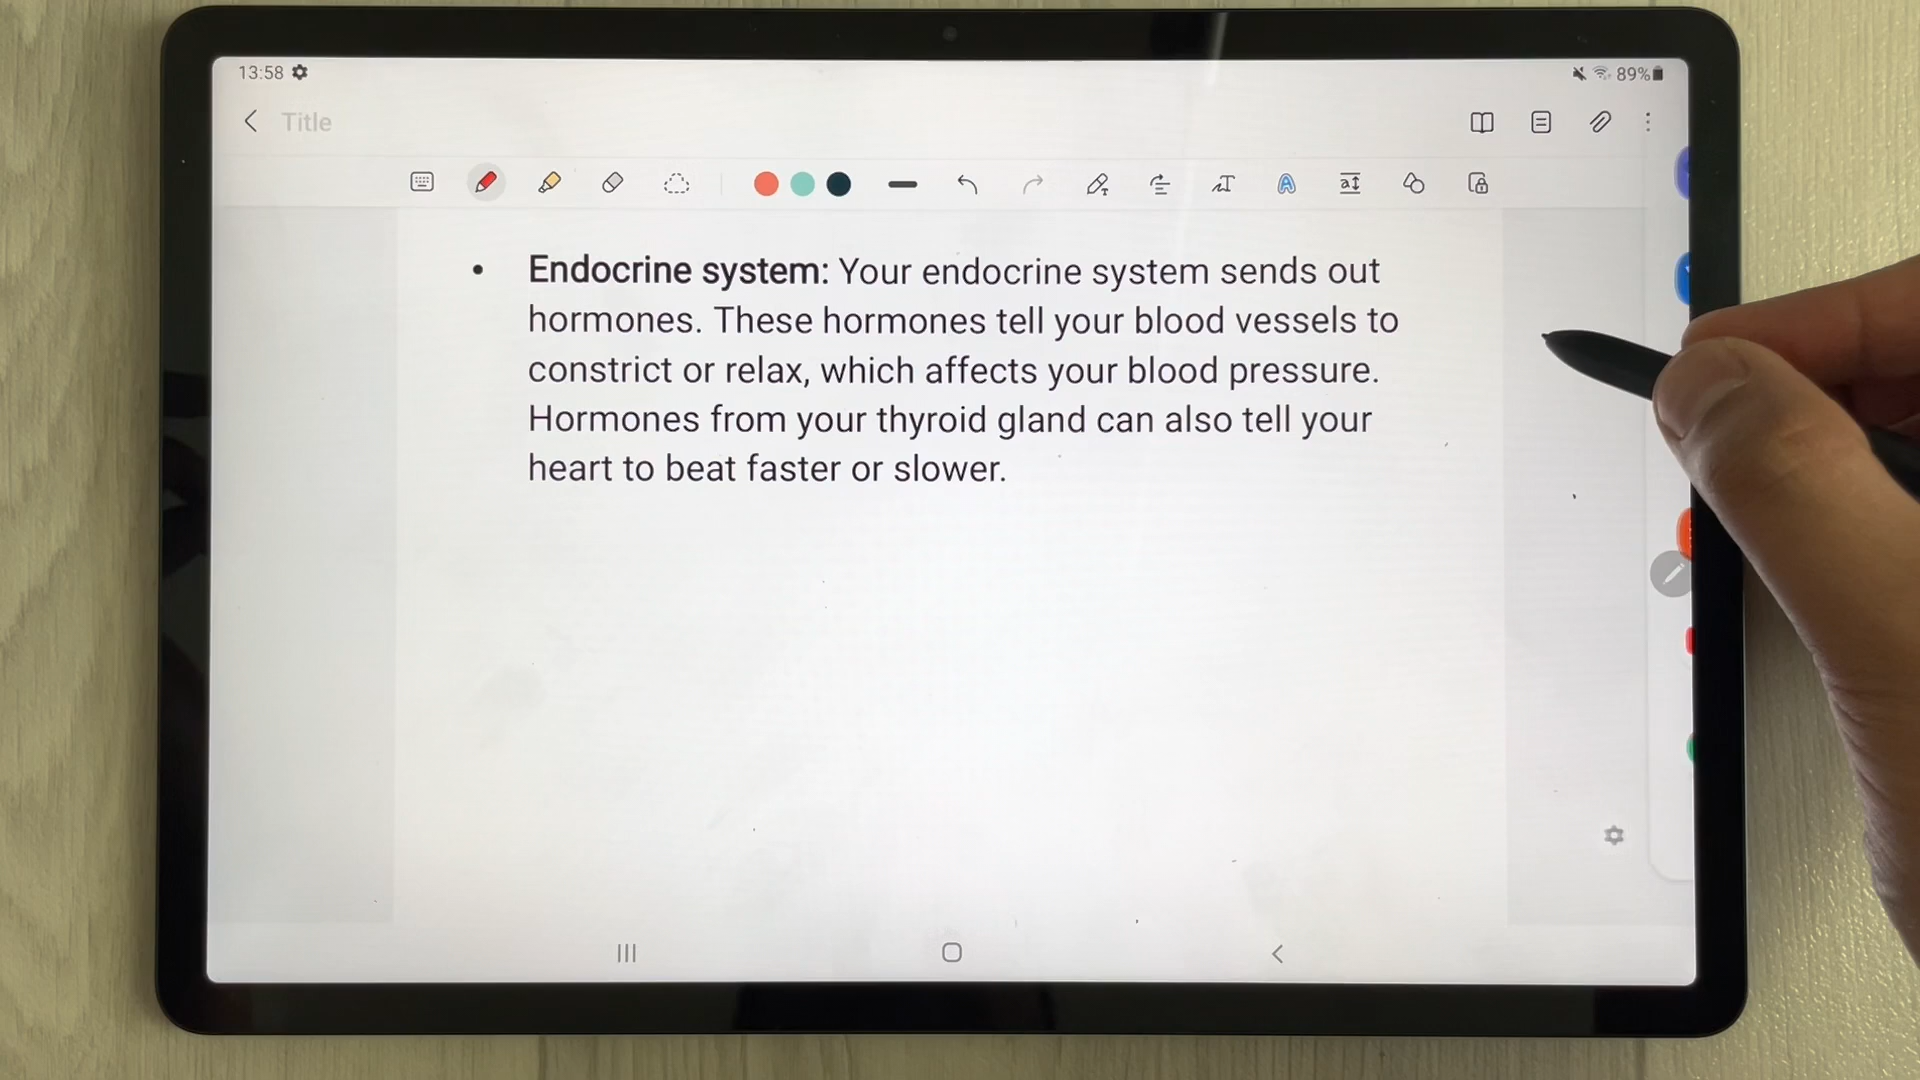 13:58
89%
Title
• Endocrine system: Your endocrine system sends out
hormones. These hormones tell your blood vessels to
constrict or relax, which affects your blood pressure.
Hormones from your thyroid gland can also tell your
heart to beat faster or slower.